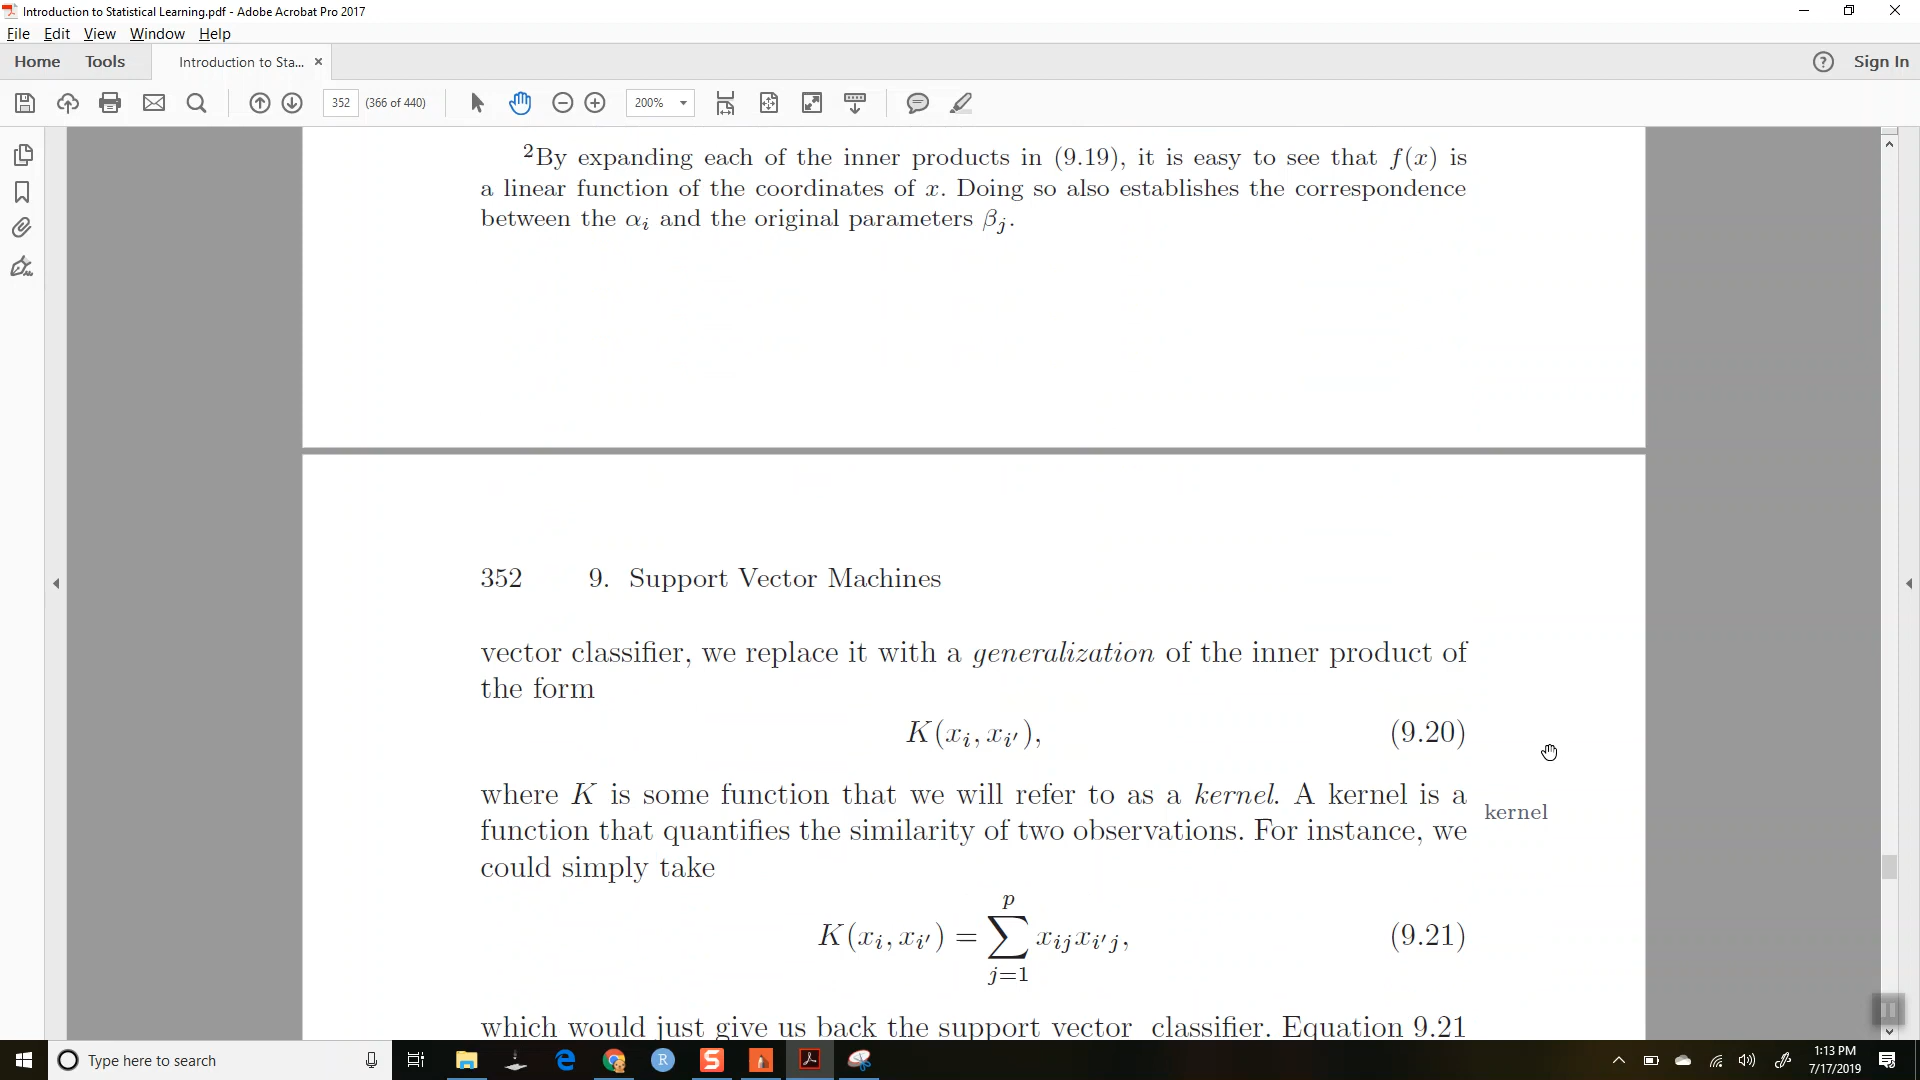 Introduction to Statistical Learning.pdf - Adobe Acrobat Pro 2017
File Edit View Window Help
Home Tools Introduction to Sta... × ? Sign In
352 (366 of 440) 200%
²By expanding each of the inner products in (9.19), it is easy to see that f(x) is
a linear function of the coordinates of x. Doing so also establishes the correspondence
between the αᵢ and the original parameters βⱼ.
352 9. Support Vector Machines
vector classifier, we replace it with a generalization of the inner product of
the form
K(xᵢ, xᵢ′), (9.20)
where K is some function that we will refer to as a kernel. A kernel is a
kernel
function that quantifies the similarity of two observations. For instance, we
could simply take
K(xᵢ, xᵢ′) = ∑ⱼ₌₁ᵖ xᵢⱼxᵢ′ⱼ, (9.21)
which would just give us back the support vector classifier. Equation 9.21
Type here to search
R S
1:13 PM
7/17/2019